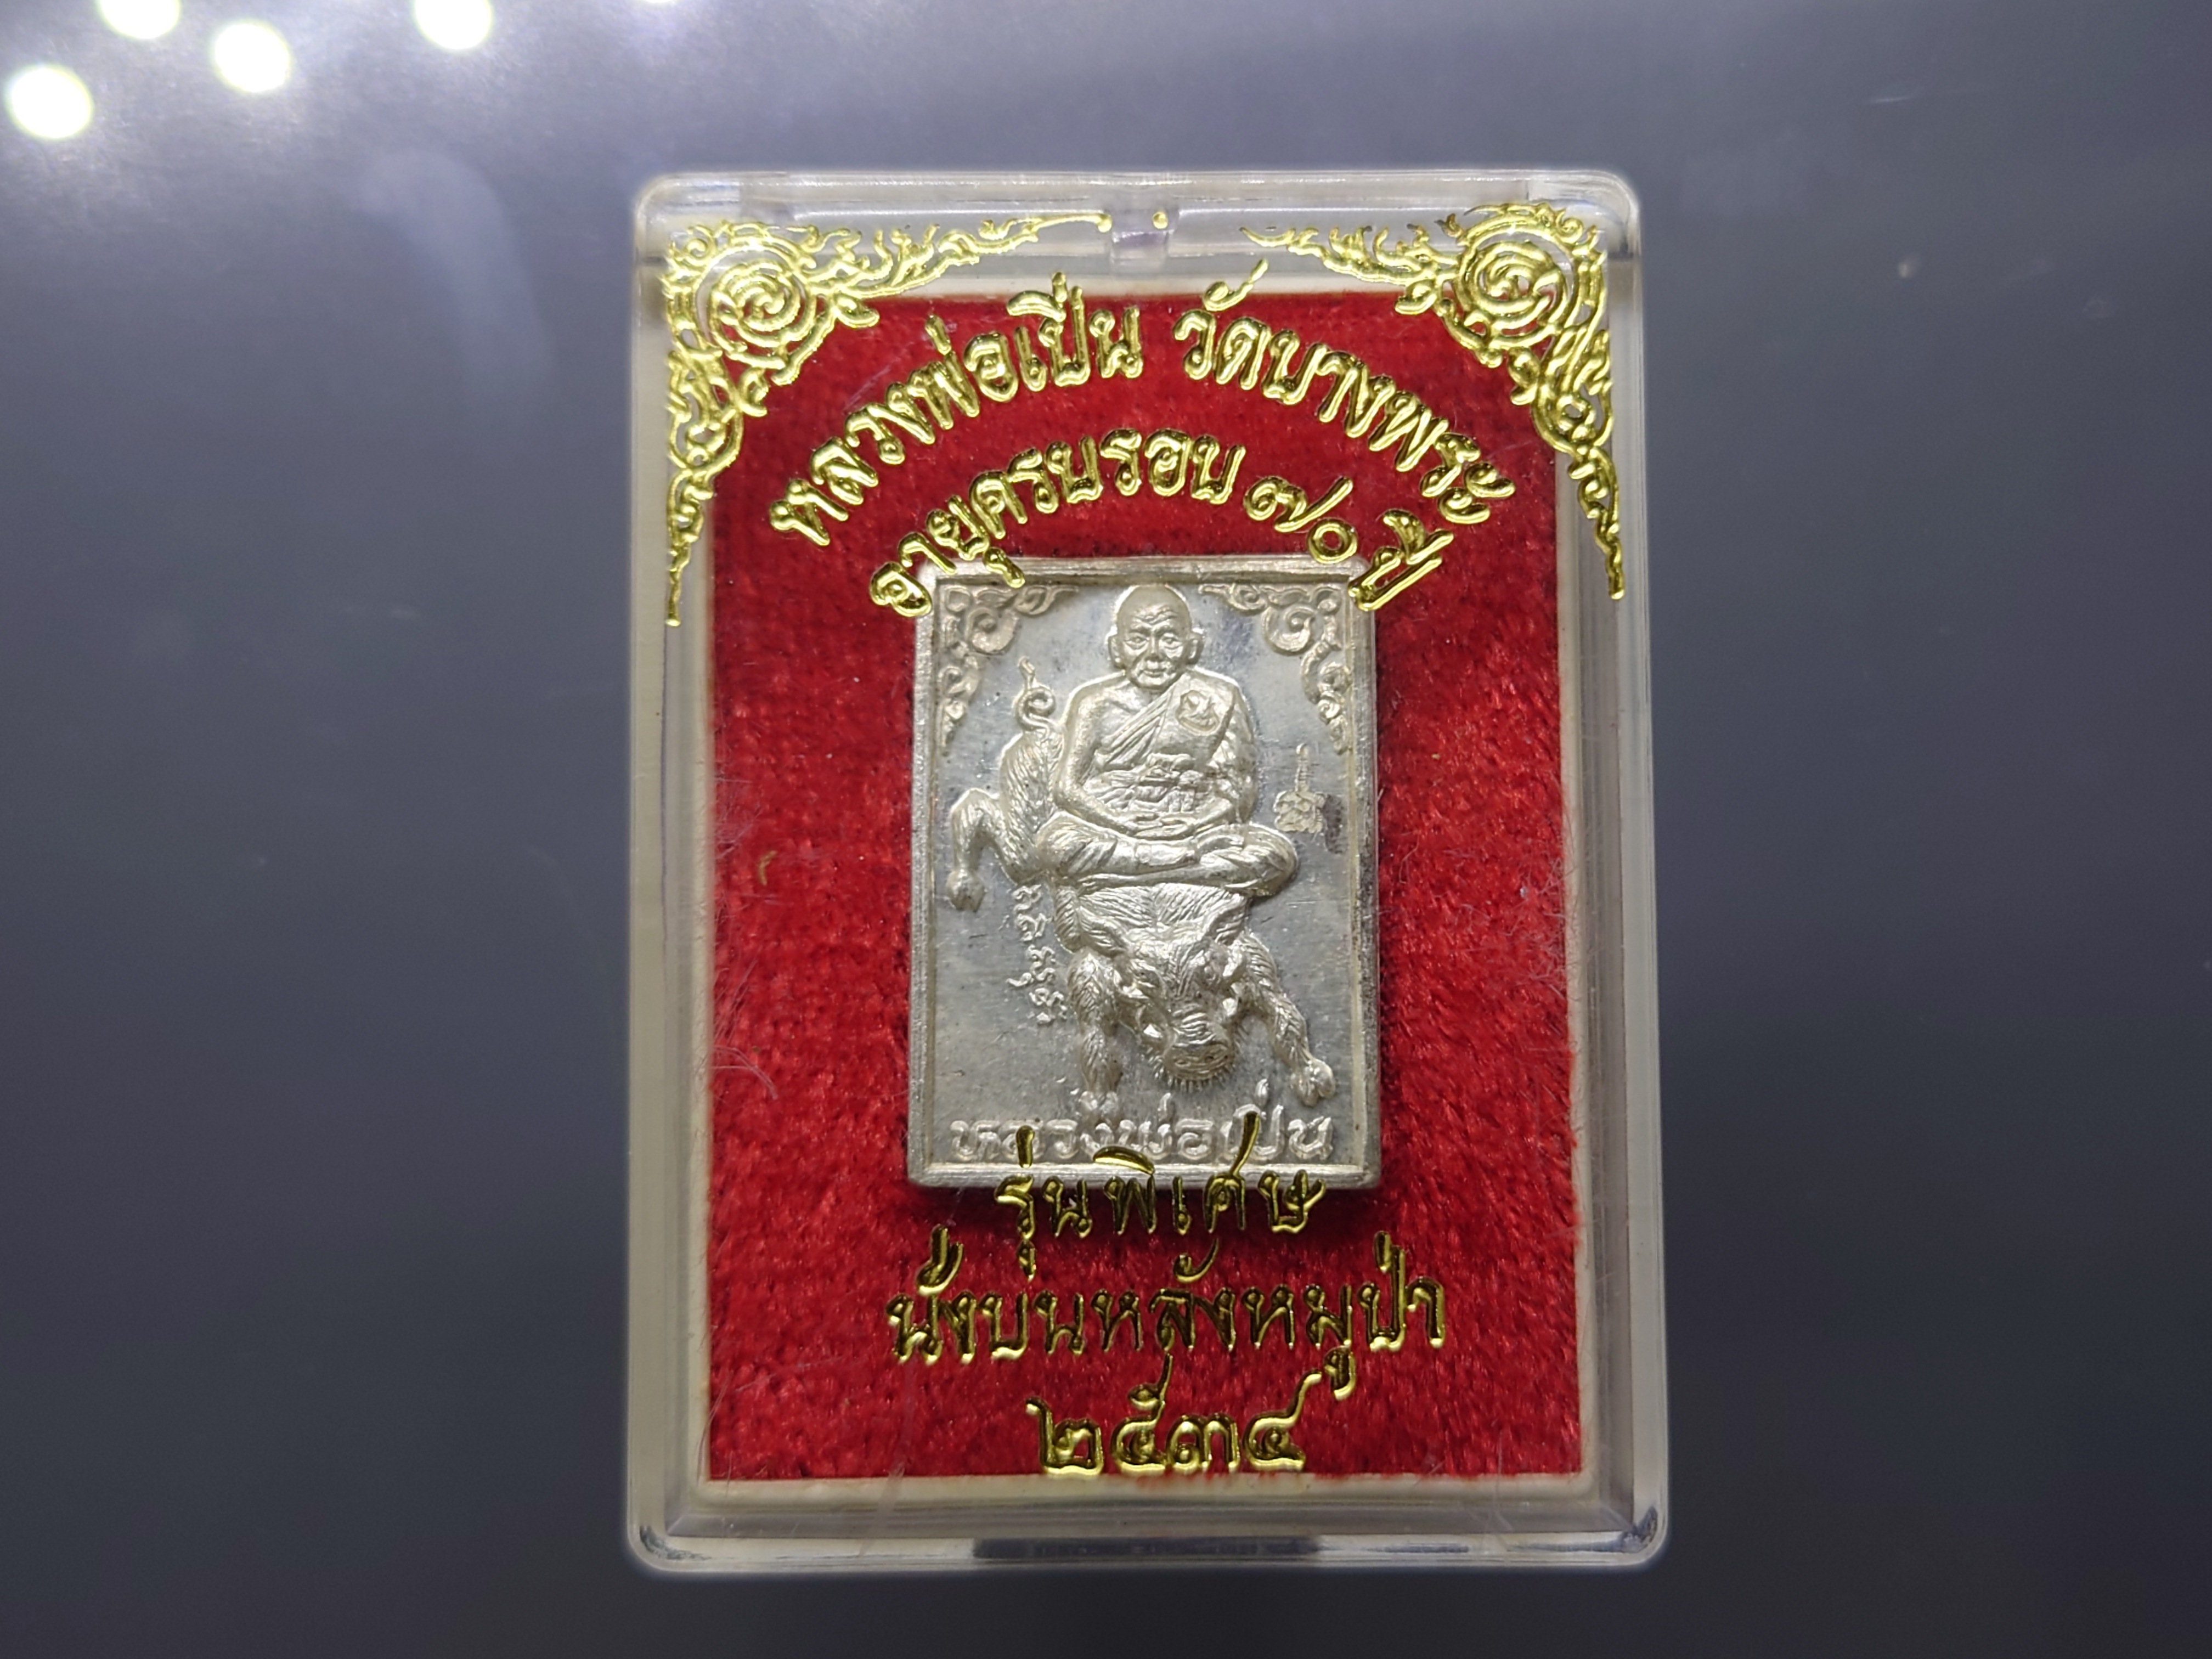 หลวงพ่อเปิ่น วัดบางพระ
อายุครบรอบ ๗๐ ปี
หลวงพ่อเปิ่น
รุ่นพิเศษ
นั่งบนหลังหมูป่า
๒๕๓๔